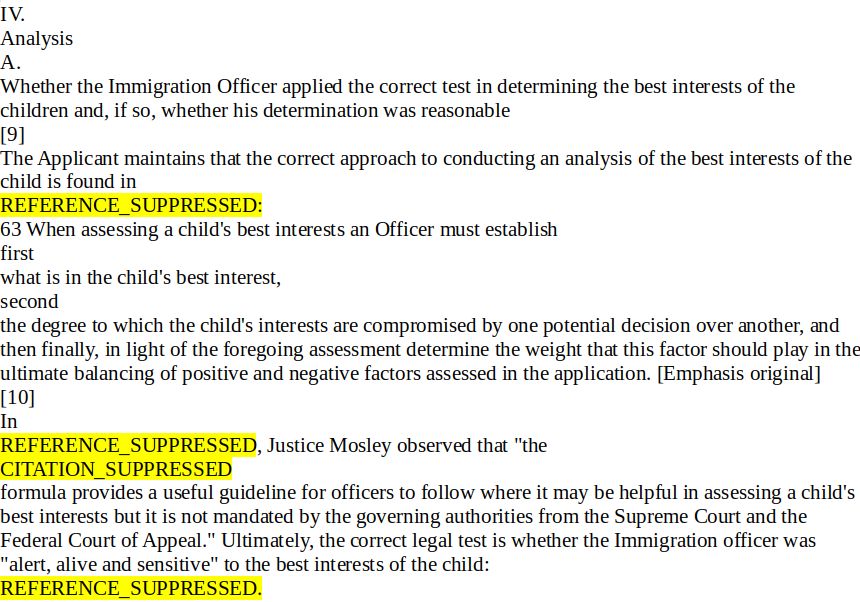 IV.
Analysis
A.
Whether the Immigration Officer applied the correct test in determining the best interests of the
children and, if so, whether his determination was reasonable
[9]
The Applicant maintains that the correct approach to conducting an analysis of the best interests of the
child is found in
REFERENCE_SUPPRESSED:
63 When assessing a child's best interests an Officer must establish
first
what is in the child's best interest,
second
the degree to which the child's interests are compromised by one potential decision over another, and
then finally, in light of the foregoing assessment determine the weight that this factor should play in the
ultimate balancing of positive and negative factors assessed in the application. [Emphasis original]
[10]
In
REFERENCE_SUPPRESSED, Justice Mosley observed that "the
CITATION_SUPPRESSED
formula provides a useful guideline for officers to follow where it may be helpful in assessing a child's
best interests but it is not mandated by the governing authorities from the Supreme Court and the
Federal Court of Appeal." Ultimately, the correct legal test is whether the Immigration officer was
"alert, alive and sensitive" to the best interests of the child:
REFERENCE_SUPPRESSED.